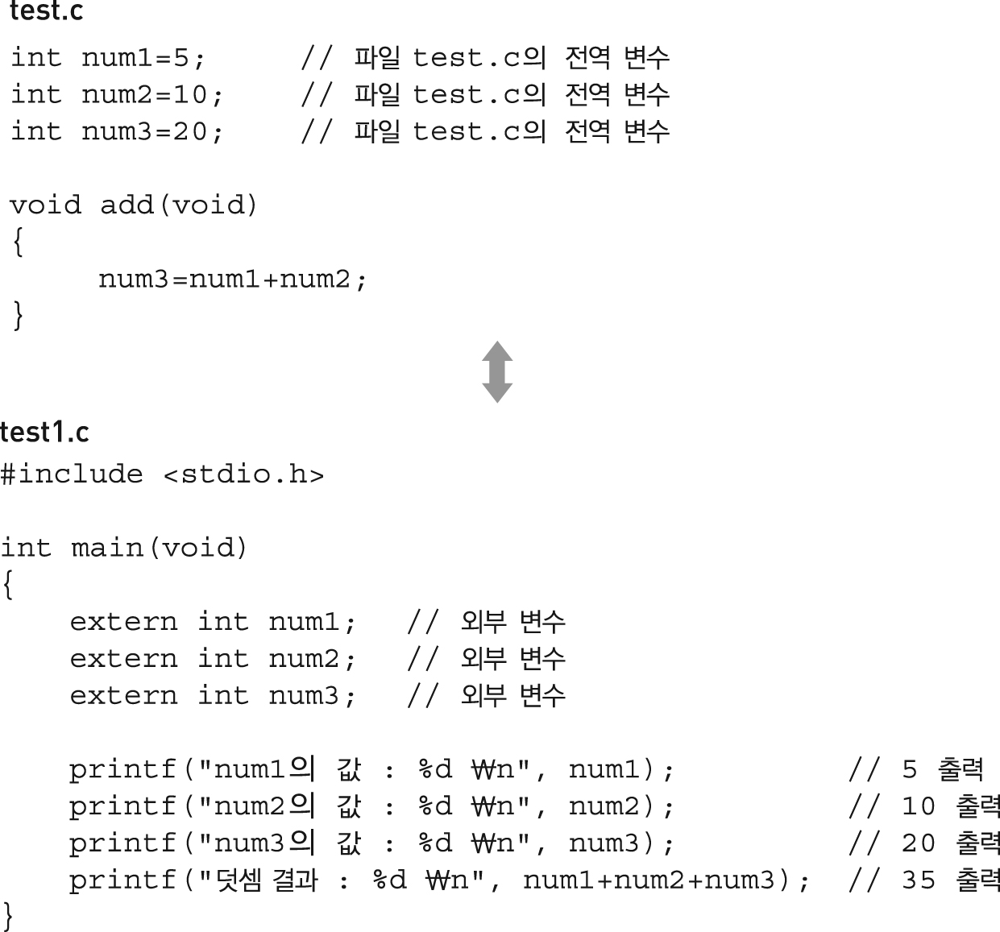 test.c
int num1=5;     // 파일 test.c의 전역 변수
int num2=10;    // 파일 test.c의 전역 변수
int num3=20;    // 파일 test.c의 전역 변수
void add(void)
{
     num3=num1+num2;
}
test1.c
#include <stdio.h>
int main(void)
{
    extern int num1;   // 외부 변수
    extern int num2;   // 외부 변수
    extern int num3;   // 외부 변수
    printf("num1의 값 : %d ₩n", num1);          // 5 출력
    printf("num2의 값 : %d ₩n", num2);          // 10 출력
    printf("num3의 값 : %d ₩n", num3);          // 20 출력
    printf("덧셈 결과 : %d ₩n", num1+num2+num3);  // 35 출력
}